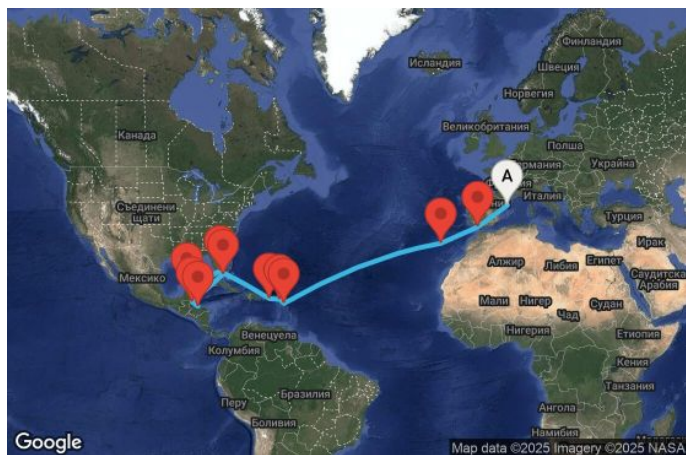 Финландия
Исландия
Швеция
Норвегия
Канада
Великобритания
Полша
Украйна
A
Италия
Турция
Съединени
щати
Ирак
Алжир
Либия
Египет
Саудитска
Арабия
Мексико
Мали
Нигер
Судан
Чад
Нигерия
Етиопия
Венецуела
Колумбия
Кения
Танзания
Перу
Бразилия
Боливия
Ангола
Намибия
Google
Map data ©2025 Imagery ©2025 NASA